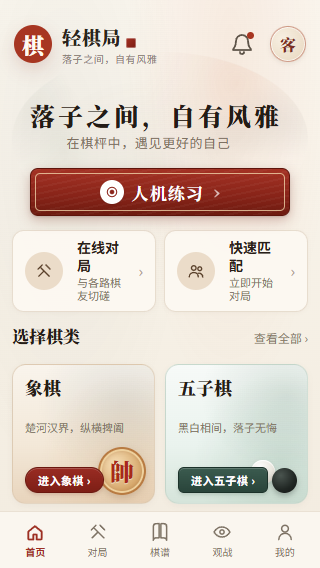 棋
轻棋局
落子之间，自有风雅
客
落子之间，自有风雅
在棋枰中，遇见更好的自己
人机练习 ›
在线对
局
与各路棋
友切磋
›
快速匹
配
立即开始
对局
›
选择棋类
查看全部 ›
象棋
楚河汉界，纵横捭阖
进入象棋 ›
帥
五子棋
黑白相间，落子无悔
进入五子棋 ›
首页
对局
棋谱
观战
我的